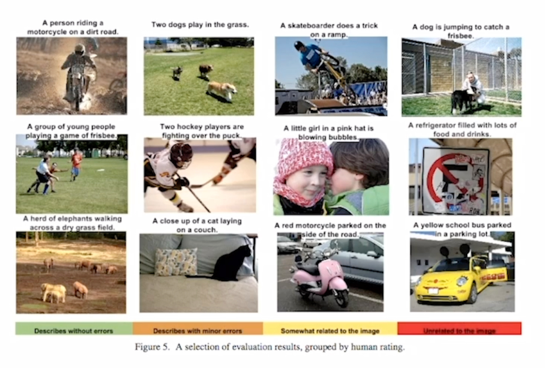 A person riding a
motorcycle on a dirt road.
Two dogs play in the grass.
A skateboarder does a trick
on a ramp.
A dog is jumping to catch a
frisbee.
A group of young people
playing a game of frisbee.
Two hockey players are
fighting over the puck.
A little girl in a pink hat is
blowing bubbles.
A refrigerator filled with lots of
food and drinks.
A herd of elephants walking
across a dry grass field.
A close up of a cat laying
on a couch.
A red motorcycle parked on the
side of the road.
A yellow school bus parked
in a parking lot.
Describes without errors
Describes with minor errors
Somewhat related to the image
Unrelated to the image
Figure 5. A selection of evaluation results, grouped by human rating.